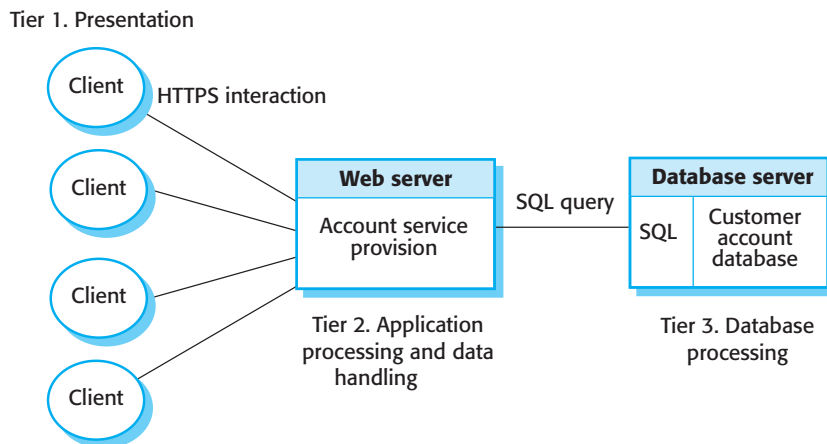 Tier 1. Presentation
Client
HTTPS interaction
Client
Client
Client
Web server
Account service
provision
Tier 2. Application
processing and data
handling
SQL query
Database server
SQL
Customer
account
database
Tier 3. Database
processing